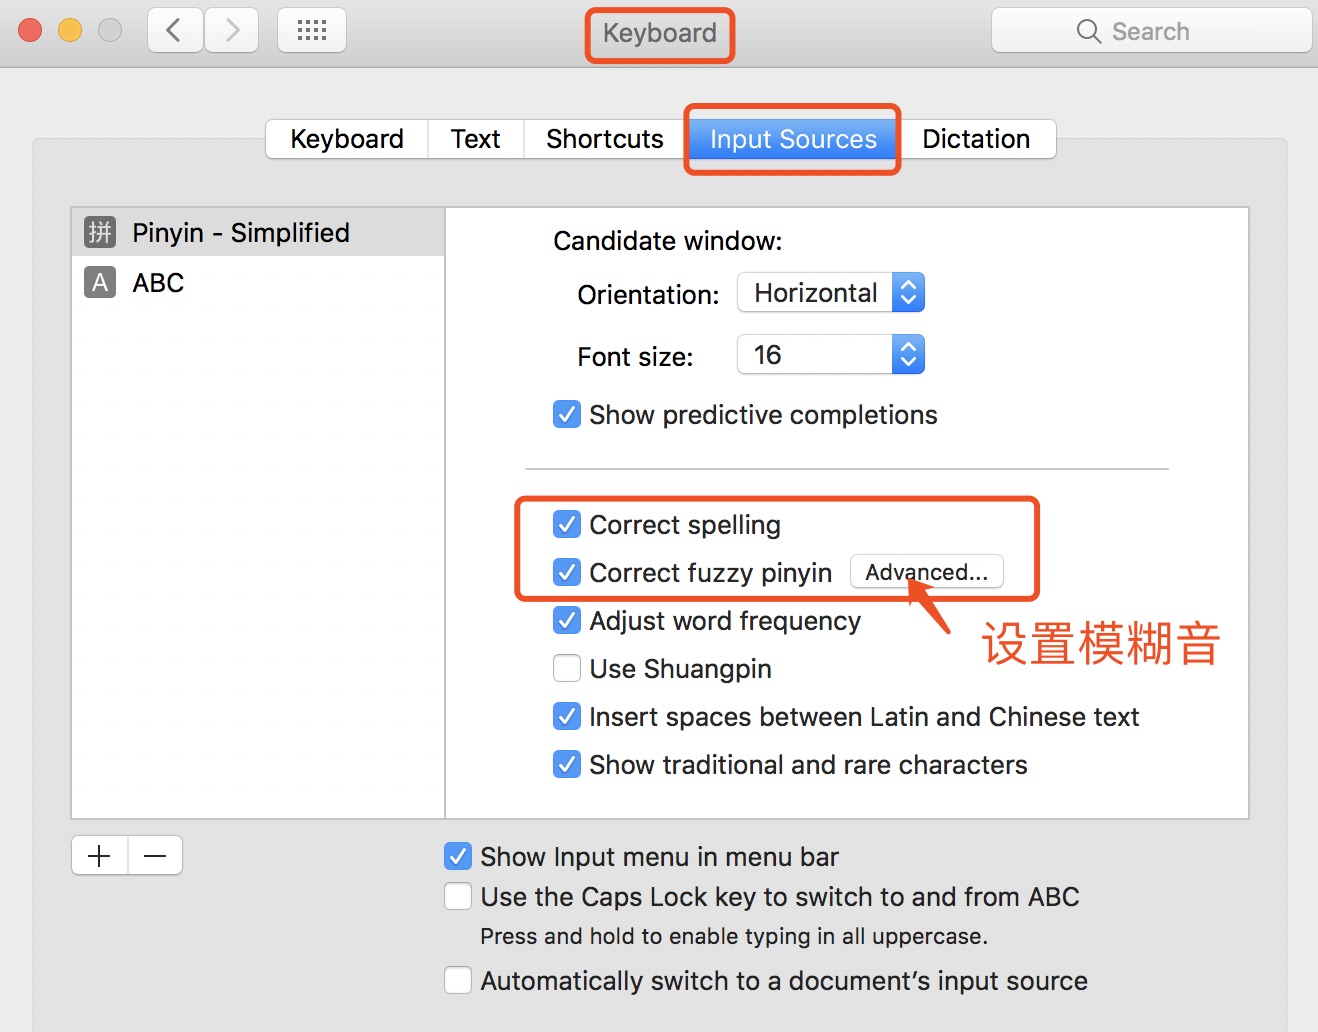 Keyboard
Search
Keyboard Text Shortcuts Input Sources Dictation
拼 Pinyin - Simplified
A ABC
Candidate window:
Orientation: Horizontal
Font size: 16
Show predictive completions
Correct spelling
Correct fuzzy pinyin Advanced...
设置模糊音
Adjust word frequency
Use Shuangpin
Insert spaces between Latin and Chinese text
Show traditional and rare characters
Show Input menu in menu bar
Use the Caps Lock key to switch to and from ABC
Press and hold to enable typing in all uppercase.
Automatically switch to a document’s input source